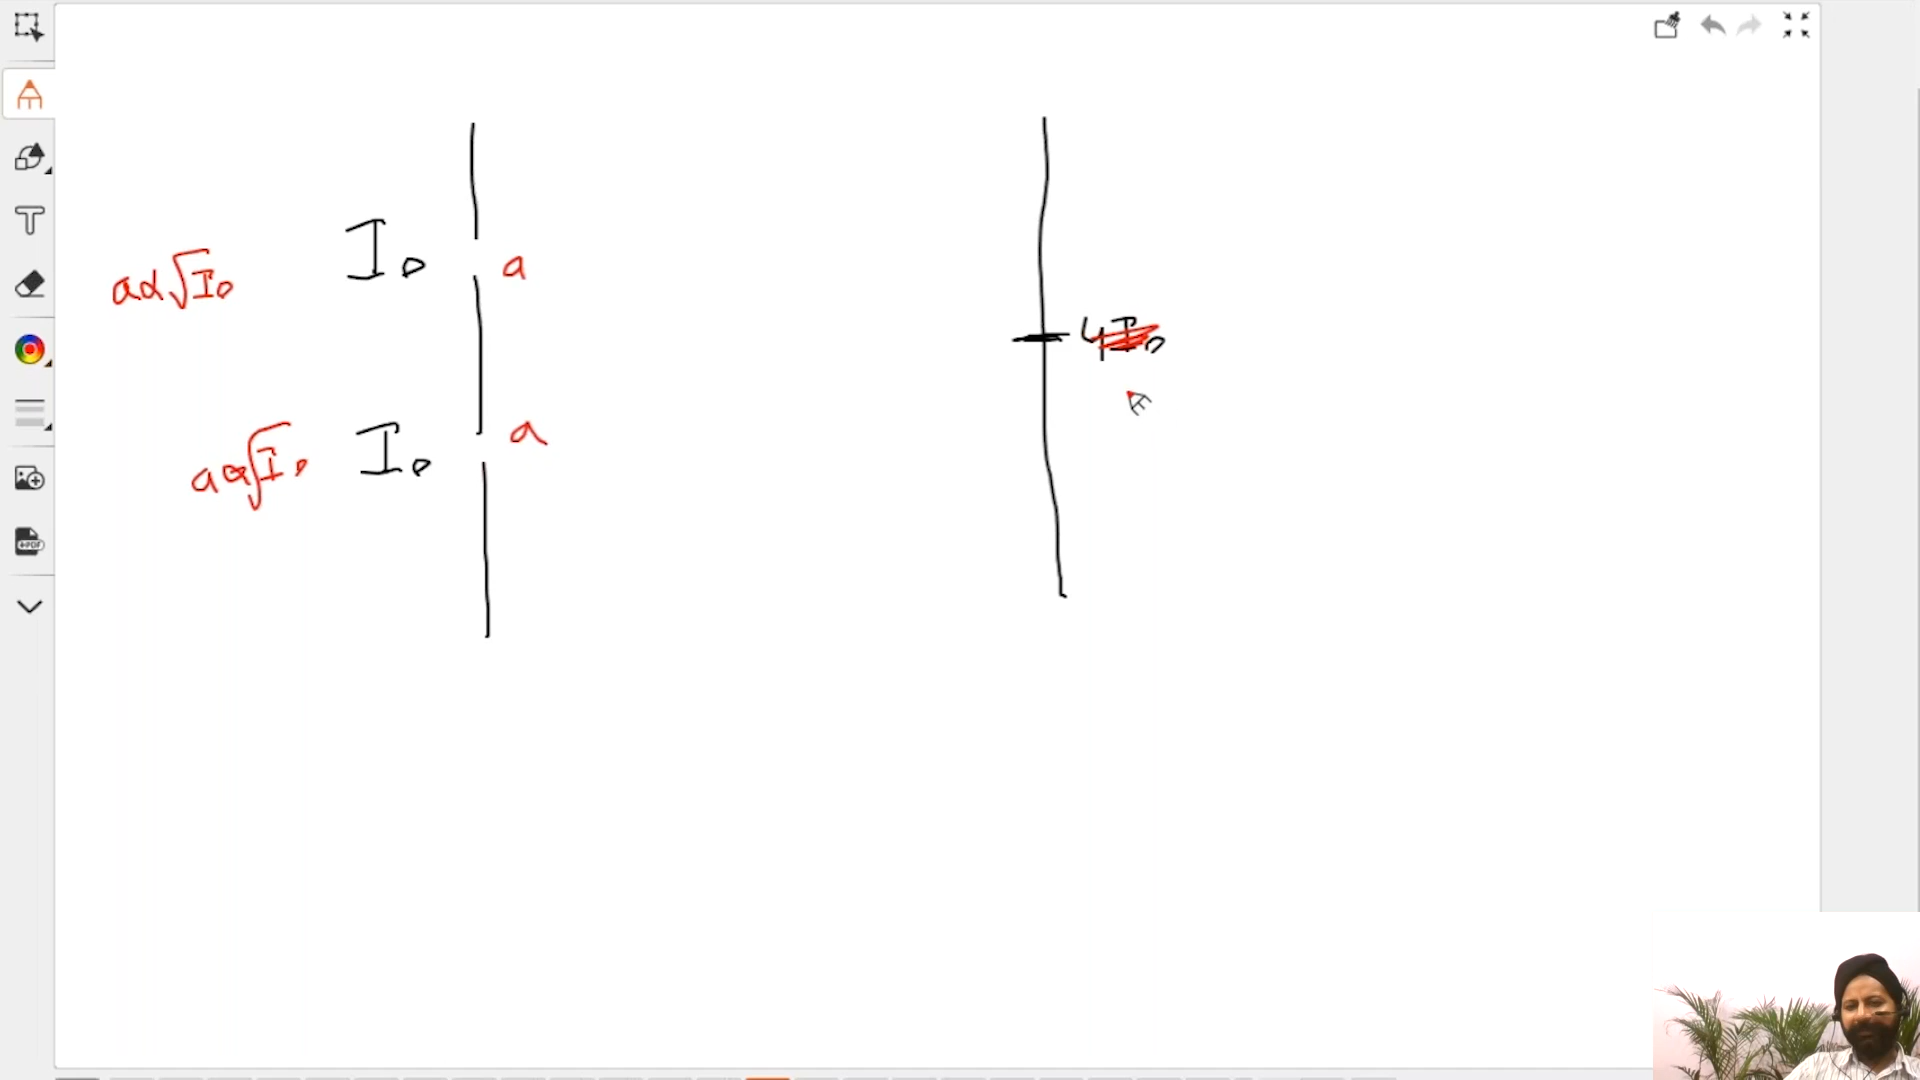 I₀ a
a α √I₀
4I₀
I₀ a
a α √I₀